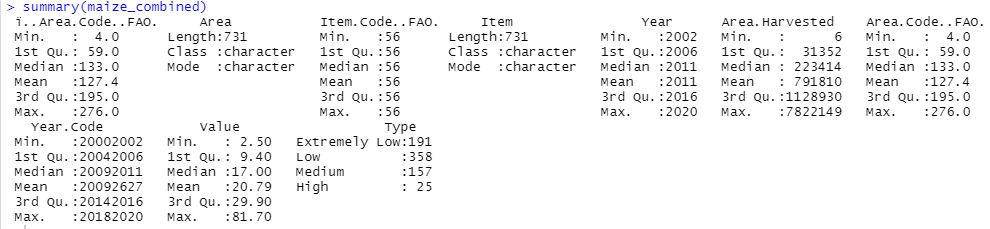 > summary(maize_combined)
ï..Area.Code..FAO.     Area           Item.Code..FAO.     Item                Year      Area.Harvested    Area.Code..FAO.
Min.   :  4.0      Length:731         Min.   :56      Length:731         Min.   :2002   Min.   :      6   Min.   :  4.0
1st Qu.: 59.0      Class :character   1st Qu.:56      Class :character   1st Qu.:2006   1st Qu.:  31352   1st Qu.: 59.0
Median :133.0      Mode  :character   Median :56      Mode  :character   Median :2011   Median : 223414   Median :133.0
Mean   :127.4                         Mean   :56                         Mean   :2011   Mean   : 791810   Mean   :127.4
3rd Qu.:195.0                         3rd Qu.:56                         3rd Qu.:2016   3rd Qu.:1128930   3rd Qu.:195.0
Max.   :276.0                         Max.   :56                         Max.   :2020   Max.   :7822149   Max.   :276.0
Year.Code            Value                  Type
Min.   :20002002   Min.   : 2.50   Extremely Low:191
1st Qu.:20042006   1st Qu.: 9.40   Low          :358
Median :20092011   Median :17.00   Medium       :157
Mean   :20092627   Mean   :20.79   High         : 25
3rd Qu.:20142016   3rd Qu.:29.90
Max.   :20182020   Max.   :81.70